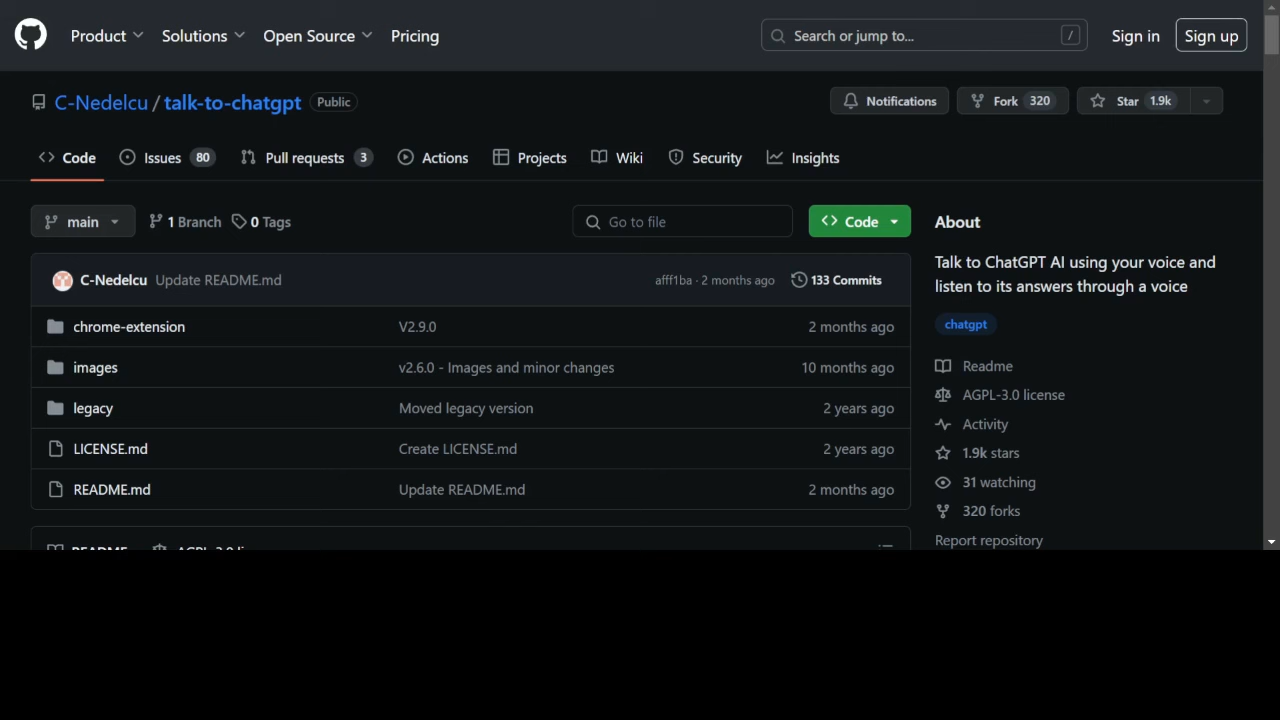 Product Solutions Open Source Pricing Search or jump to... / Sign in Sign up
C-Nedelcu / talk-to-chatgpt Public Notifications Fork 320 Star 1.9k
Code Issues 80 Pull requests 3 Actions Projects Wiki Security Insights
main 1 Branch 0 Tags Go to file Code
C-Nedelcu Update README.md afff1ba · 2 months ago 133 Commits
chrome-extension V2.9.0 2 months ago
images v2.6.0 - Images and minor changes 10 months ago
legacy Moved legacy version 2 years ago
LICENSE.md Create LICENSE.md 2 years ago
README.md Update README.md 2 months ago
README AGPL-3.0 li
About
Talk to ChatGPT AI using your voice and
listen to its answers through a voice
chatgpt
Readme
AGPL-3.0 license
Activity
1.9k stars
31 watching
320 forks
Report repository